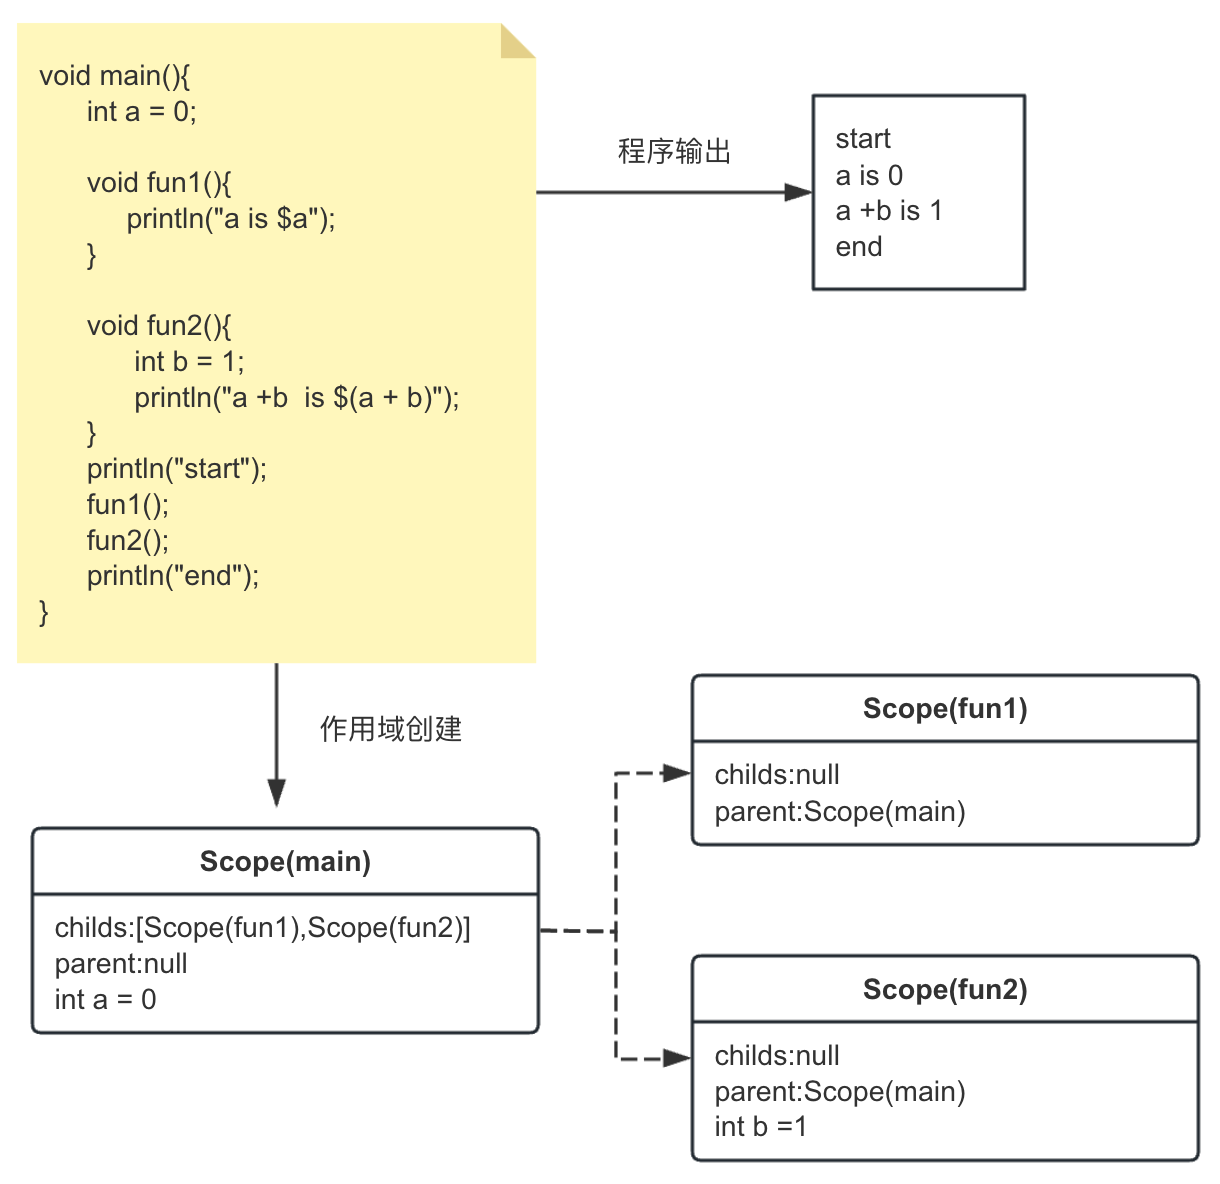 void main(){
int a = 0;
void fun1(){
println("a is $a");
}
void fun2(){
int b = 1;
println("a +b  is $(a + b)");
}
println("start");
fun1();
fun2();
println("end");
}
程序输出
start
a is 0
a +b is 1
end
作用域创建
Scope(main)
childs:[Scope(fun1),Scope(fun2)]
parent:null
int a = 0
Scope(fun1)
childs:null
parent:Scope(main)
Scope(fun2)
childs:null
parent:Scope(main)
int b =1